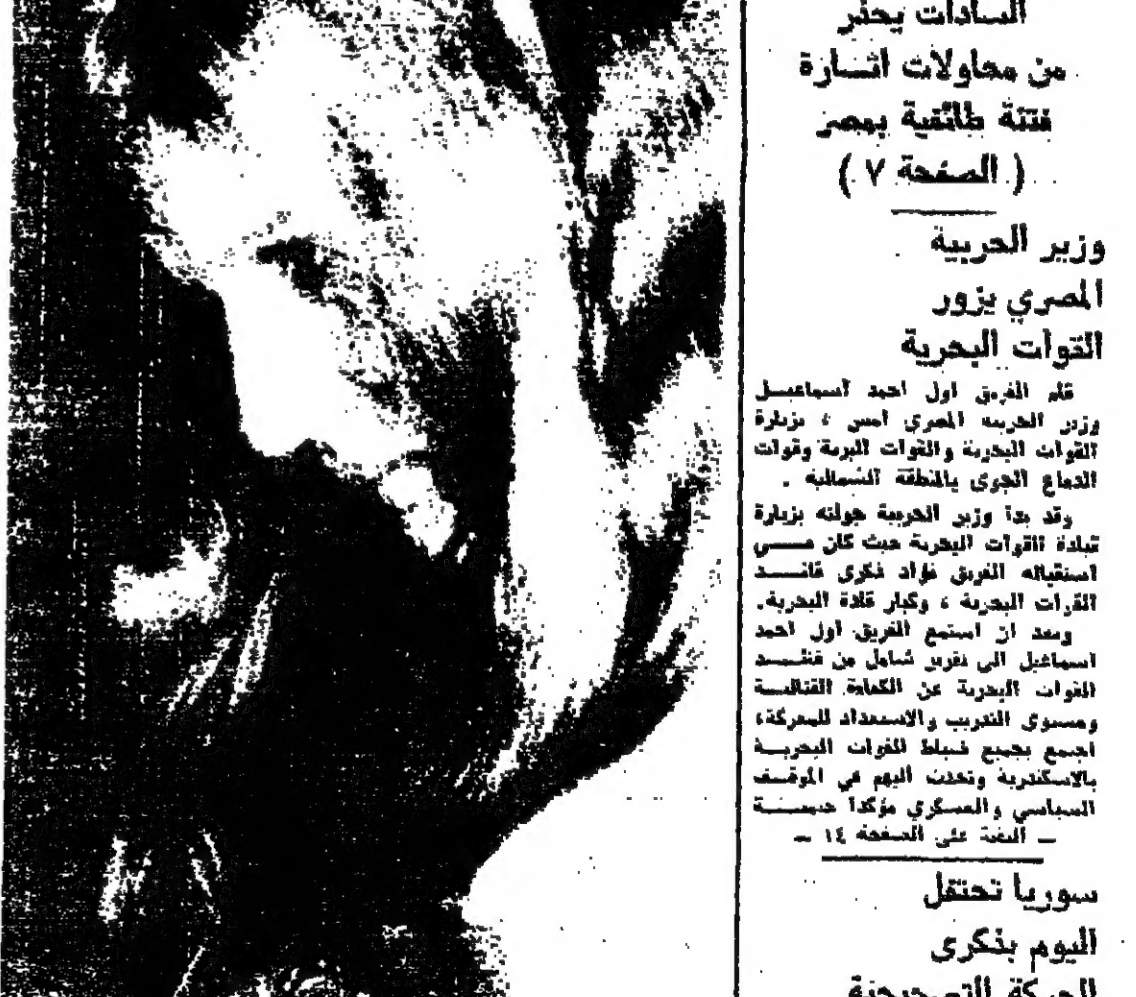 السادات يحذر
من محاولات اثارة
فتنة طائفية بمصر
( الصفحة ٧ )
وزير الحربية
المصري يزور
القوات البحرية
قام الفريق اول احمد اسماعيل
وزير الحربية المصري امس ، بزيارة
القوات البحرية والقوات البرية وقوات
الدفاع الجوي بالمنطقة الشمالية .
وقد بدأ وزير الحربية جولته بزيارة
قيادة القوات البحرية حيث كان في
استقباله الفريق فؤاد ذكري قائد
القوات البحرية ، وكبار قادة البحرية.
وبعد ان استمع الفريق اول احمد
اسماعيل الى تقرير شامل من قائد
القوات البحرية عن الكفاءة القتالية
ومستوى التدريب والاستعداد للمعركة،
اجتمع بجميع ضباط القوات البحرية
بالاسكندرية وتحدث اليهم في الموقف
السياسي والعسكري مؤكدا حتمية
ــ البقية على الصفحة ١٤ ــ
سوريا تحتفل
اليوم بذكرى
الحركة التصحيحية